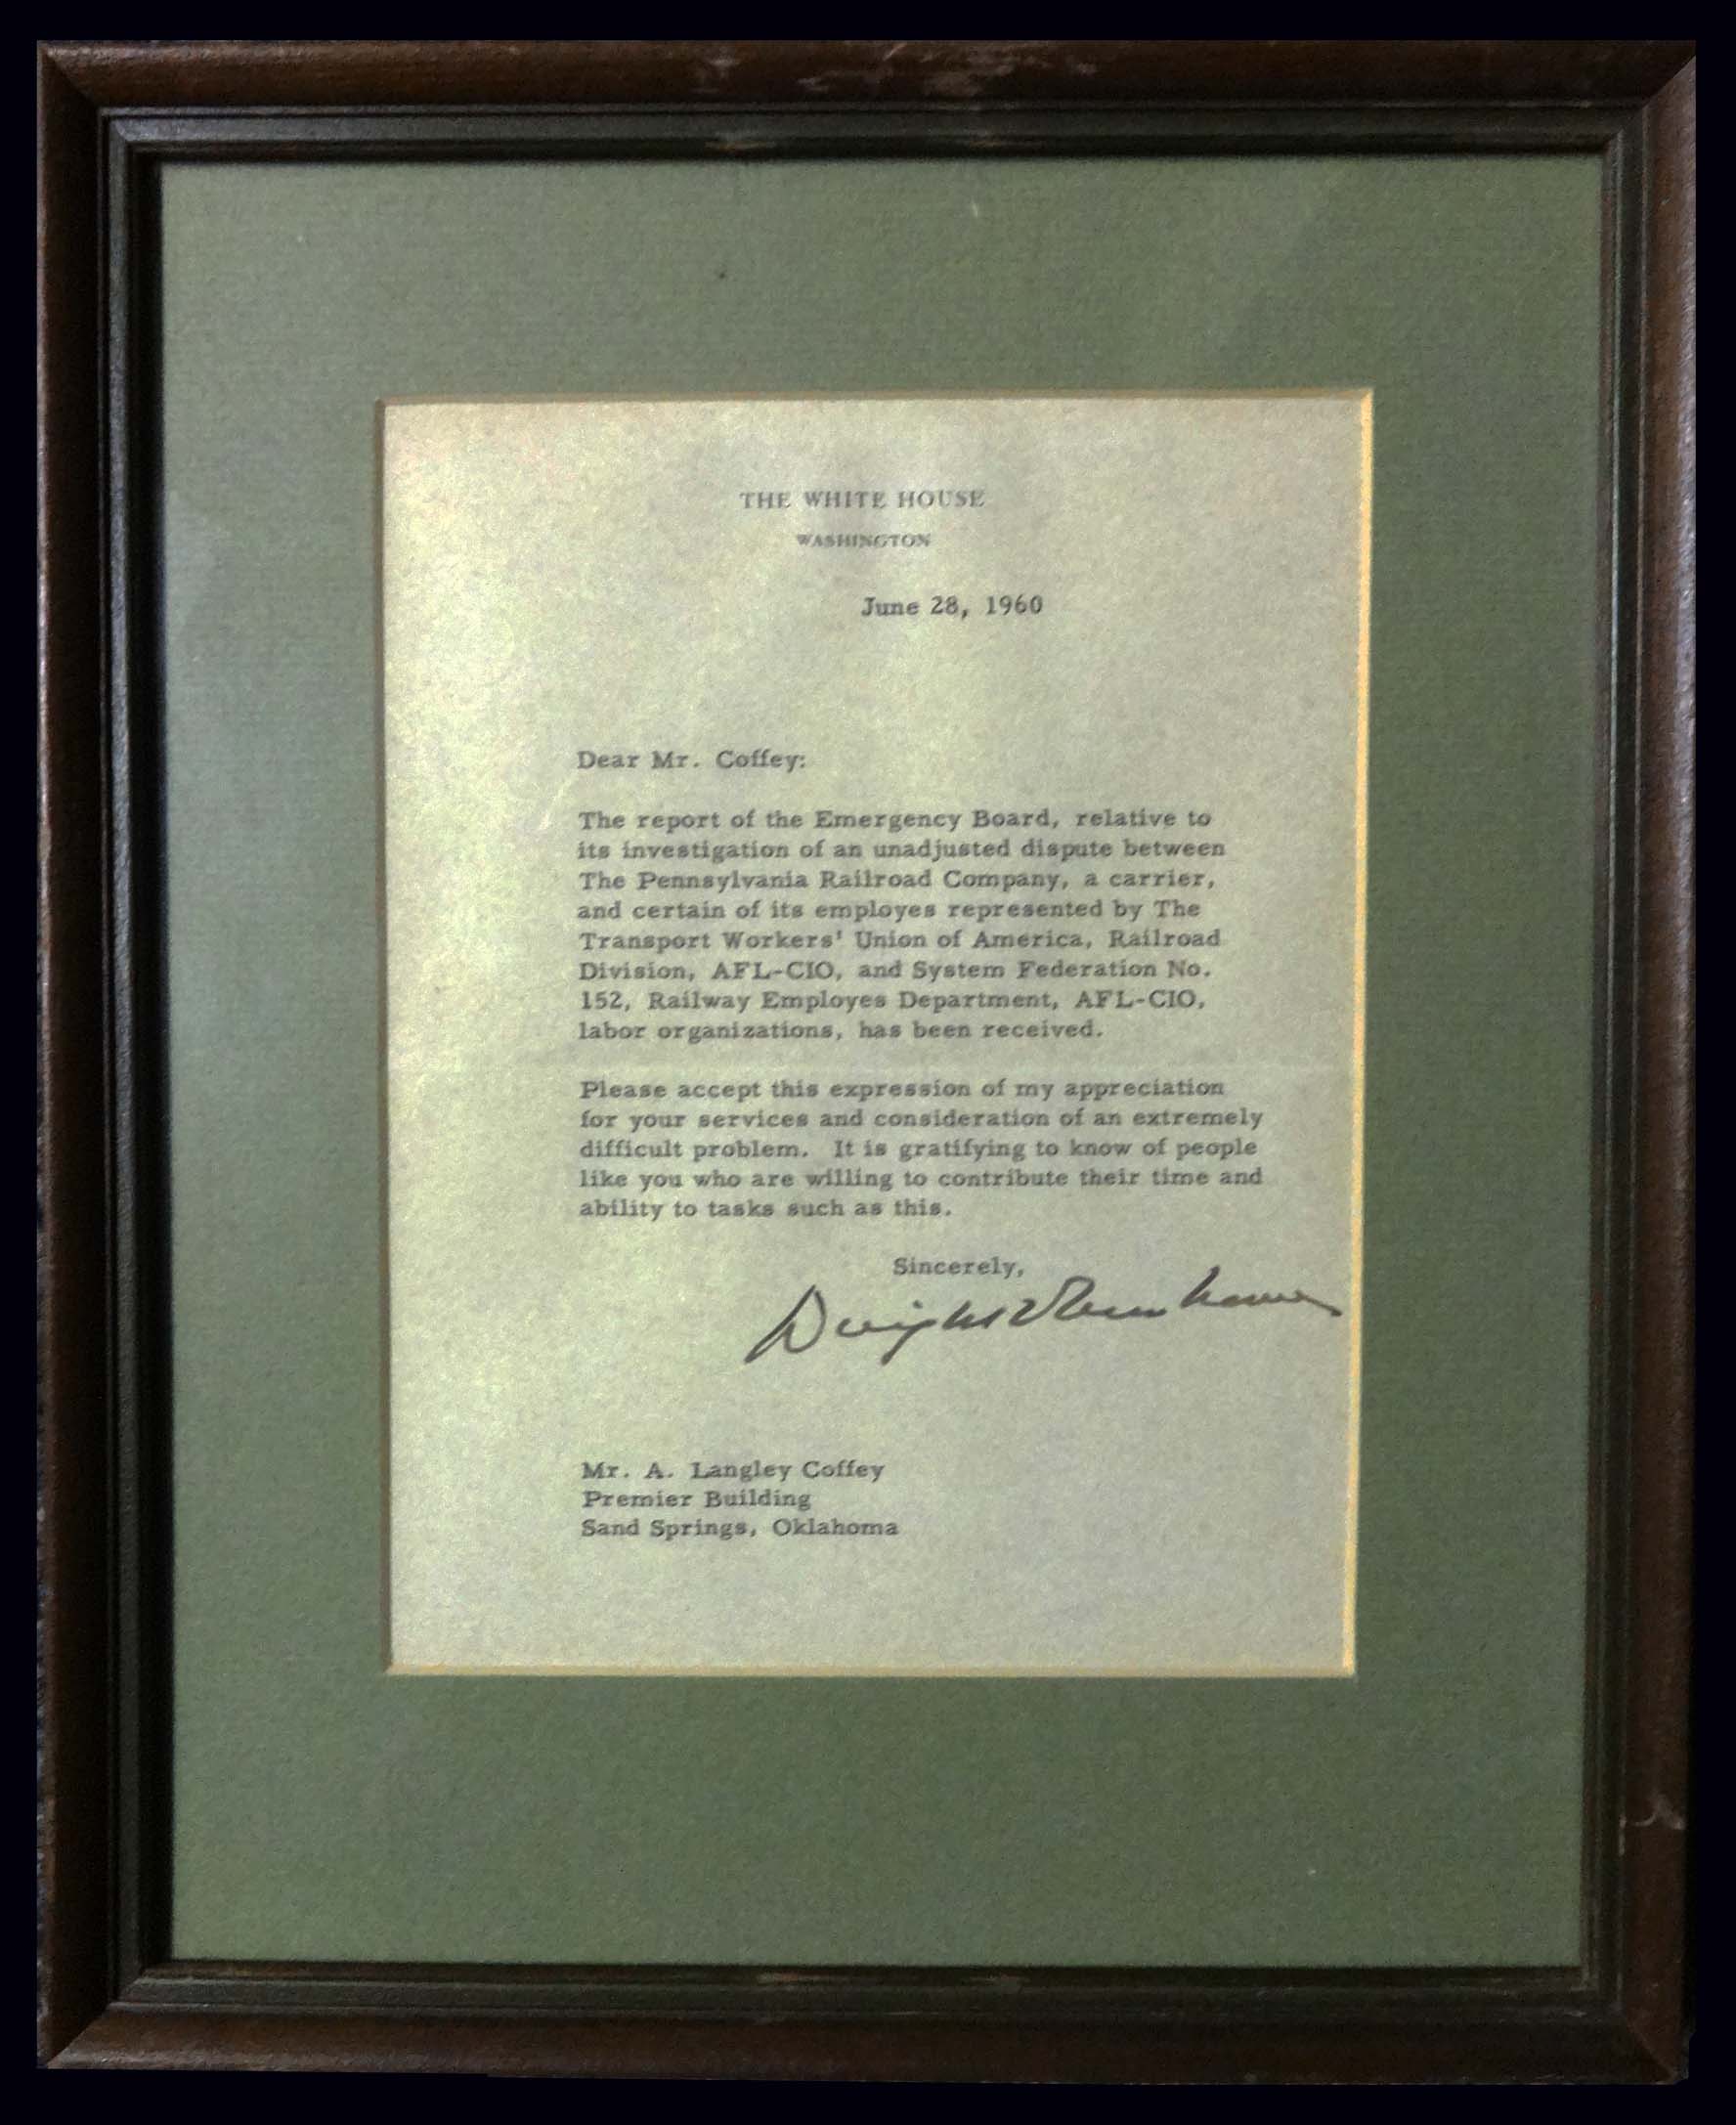 THE WHITE HOUSE
WASHINGTON
June 28, 1960
Dear Mr. Coffey:
The report of the Emergency Board, relative to
its investigation of an unadjusted dispute between
The Pennsylvania Railroad Company, a carrier,
and certain of its employes represented by The
Transport Workers' Union of America, Railroad
Division, AFL-CIO, and System Federation No.
152, Railway Employes Department, AFL-CIO,
labor organizations, has been received.
Please accept this expression of my appreciation
for your services and consideration of an extremely
difficult problem. It is gratifying to know of people
like you who are willing to contribute their time and
ability to tasks such as this.
Sincerely,
Dwight D Eisenhower
Mr. A. Langley Coffey
Premier Building
Sand Springs, Oklahoma